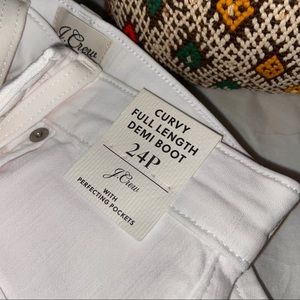 J.Crew
CURVY
FULL LENGTH
DEMI BOOT
24P
J.Crew
WITH
PERFECTING POCKETS